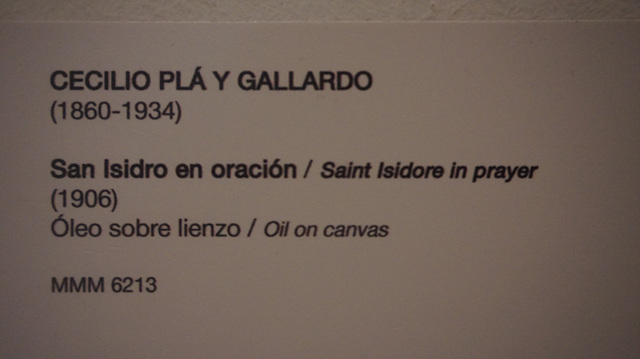 CECILIO PLÁ Y GALLARDO
(1860-1934)
San Isidro en oración / Saint Isidore in prayer
(1906)
Óleo sobre lienzo / Oil on canvas
MMM 6213